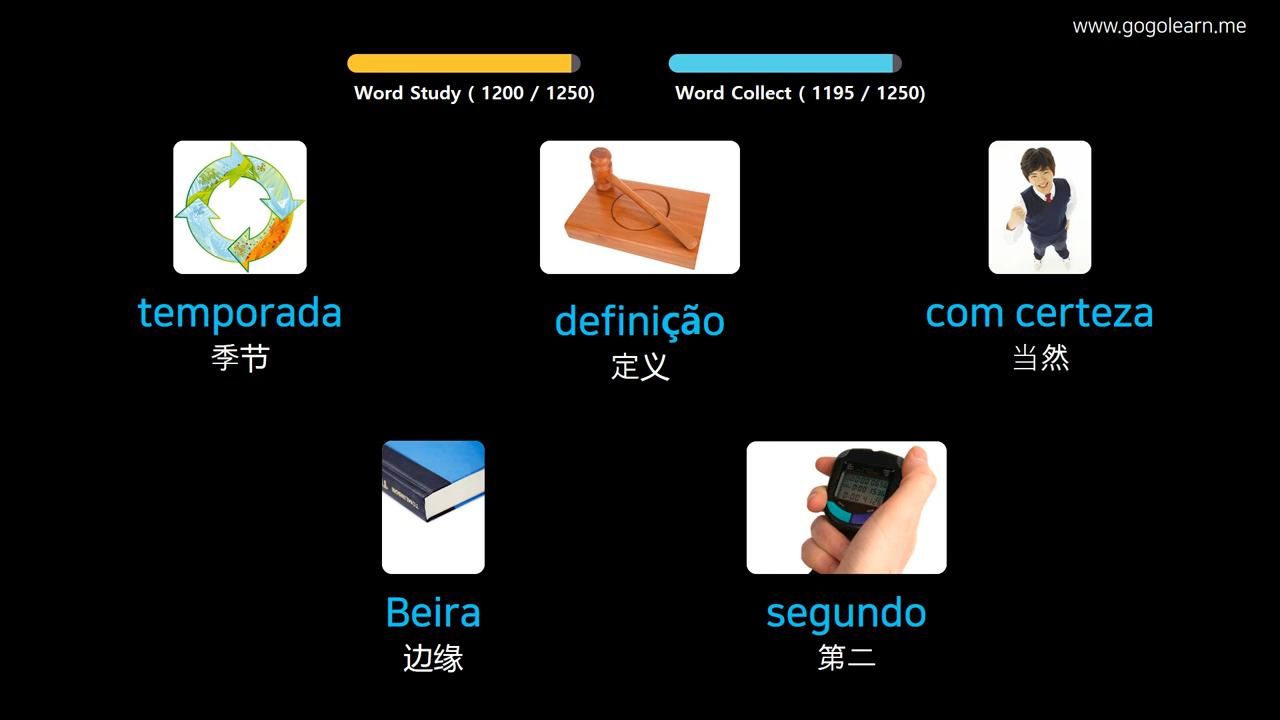 www.gogolearn.me
Word Study ( 1200 / 1250)
Word Collect ( 1195 / 1250)
temporada
季节
definição
定义
com certeza
当然
TOMLINSON
Beira
边缘
segundo
第二